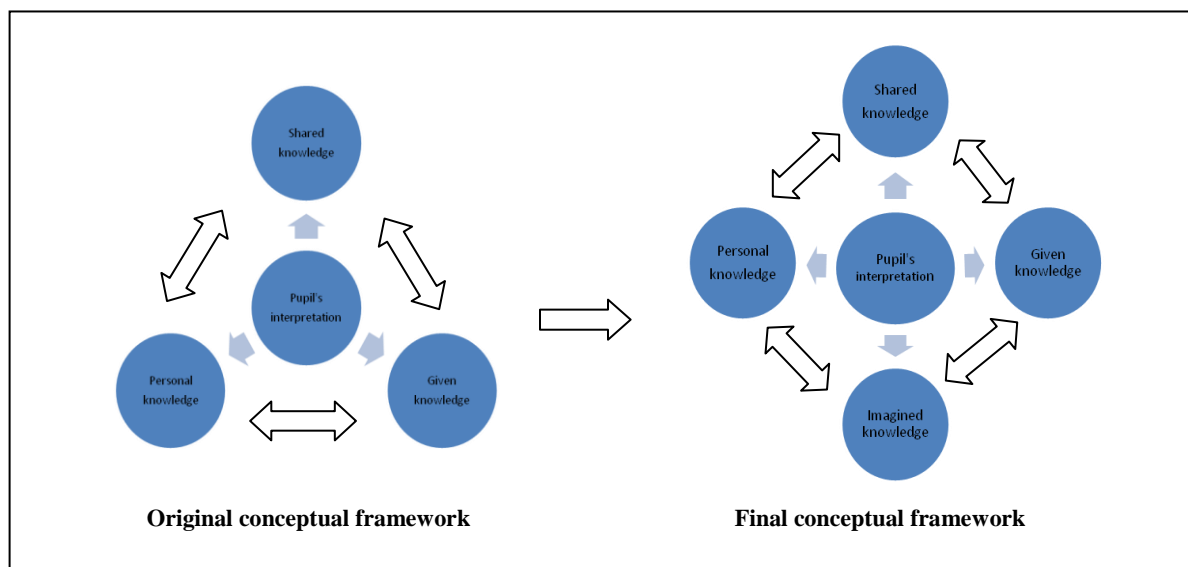 Shared
knowledge
Pupil's
interpretation
Personal
knowledge
Given
knowledge
Original conceptual framework
Shared
knowledge
Personal
knowledge
Pupil's
interpretation
Given
knowledge
Imagined
knowledge
Final conceptual framework